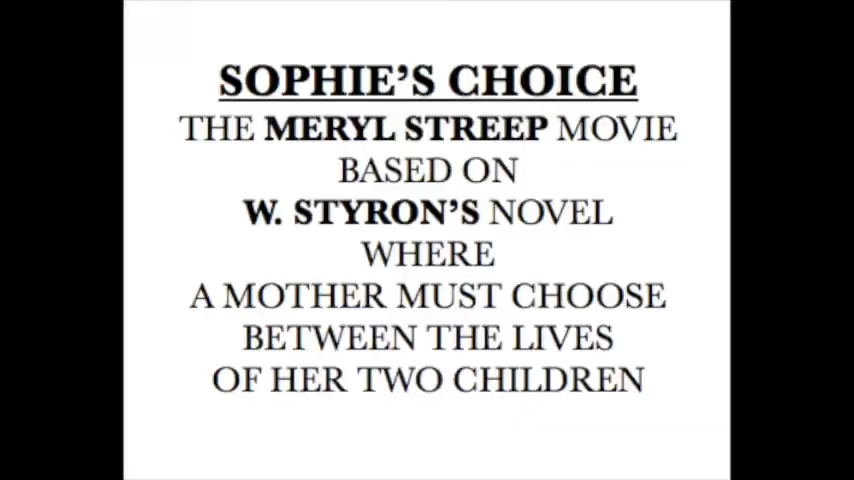 SOPHIE'S CHOICE
THE MERYL STREEP MOVIE
BASED ON
W. STYRON'S NOVEL
WHERE
A MOTHER MUST CHOOSE
BETWEEN THE LIVES
OF HER TWO CHILDREN